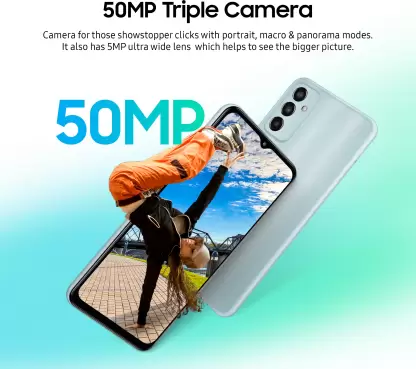 50MP Triple Camera
Camera for those showstopper clicks with portrait, macro & panorama modes.
It also has 5MP ultra wide lens which helps to see the bigger picture.
50MP